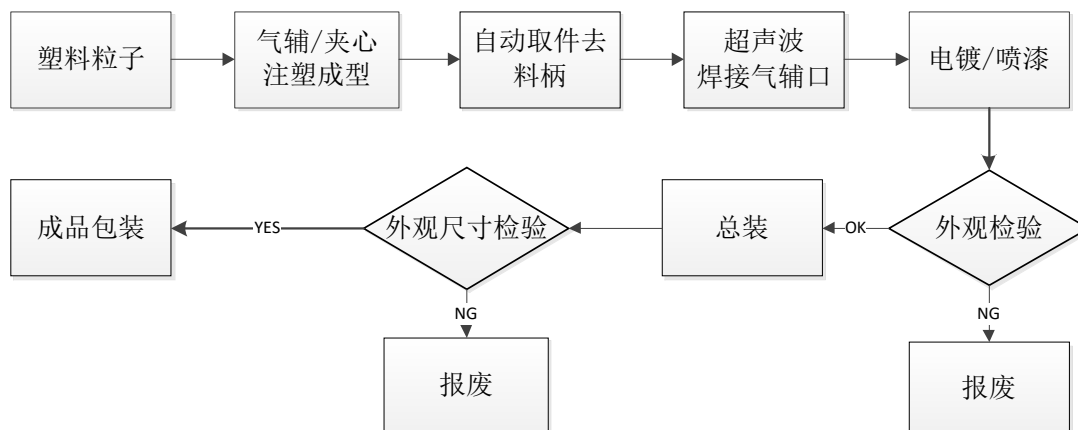 塑料粒子
气辅/夹心
注塑成型
自动取件去
料柄
超声波
焊接气辅口
电镀/喷漆
成品包装
YES
外观尺寸检验
总装
OK
外观检验
NG
NG
报废
报废